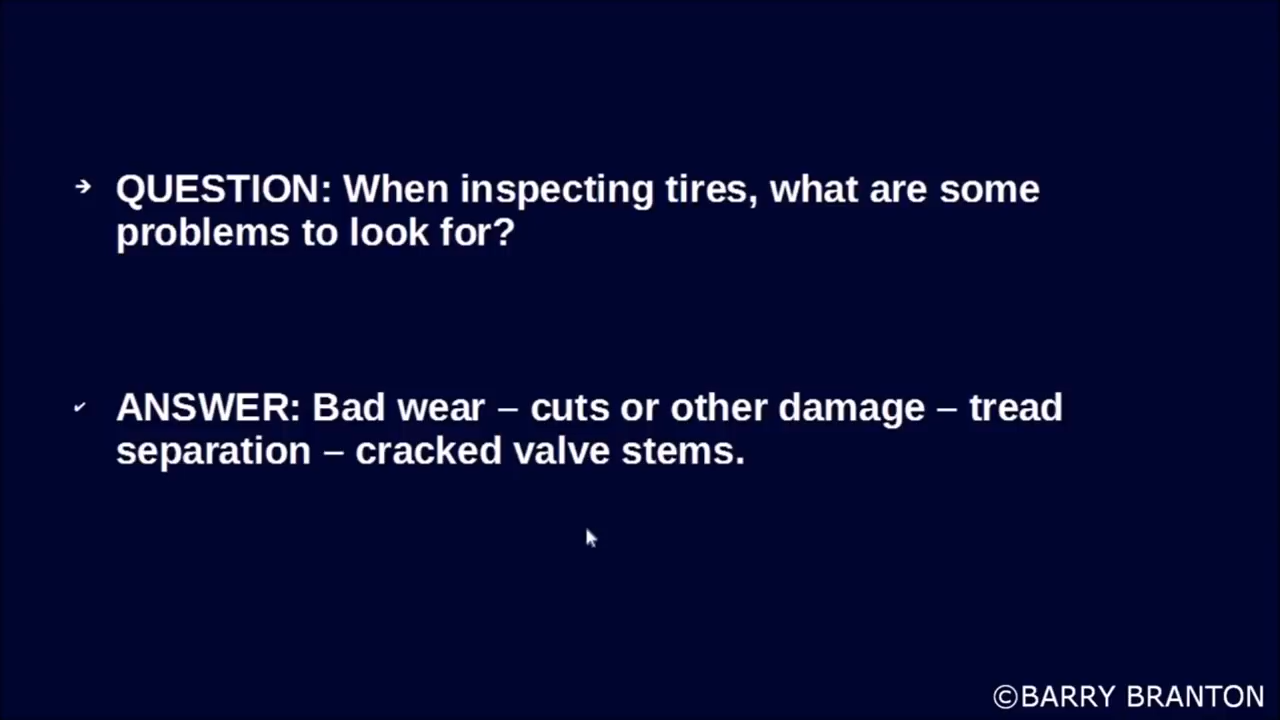 QUESTION: When inspecting tires, what are some
problems to look for?
ANSWER: Bad wear – cuts or other damage – tread
separation – cracked valve stems.
©BARRY BRANTON